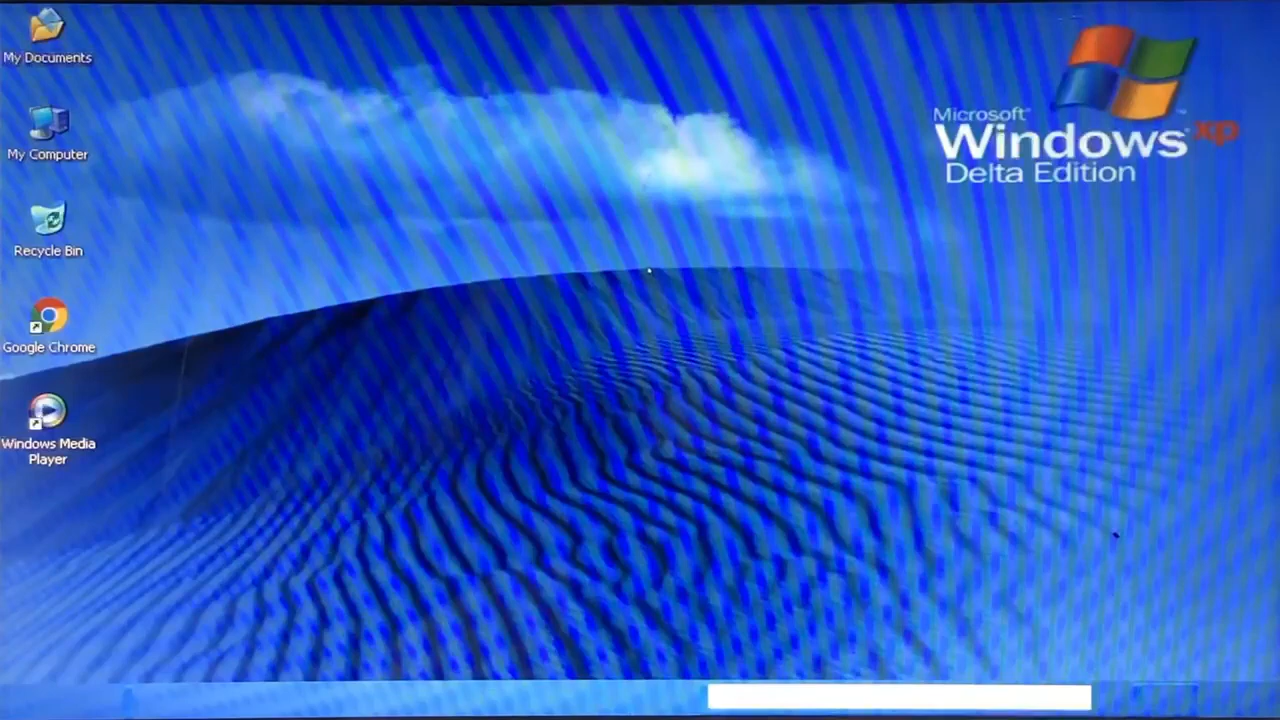 My Documents
My Computer
Recycle Bin
Google Chrome
Windows Media
Player
Microsoft
Windows xp
Delta Edition